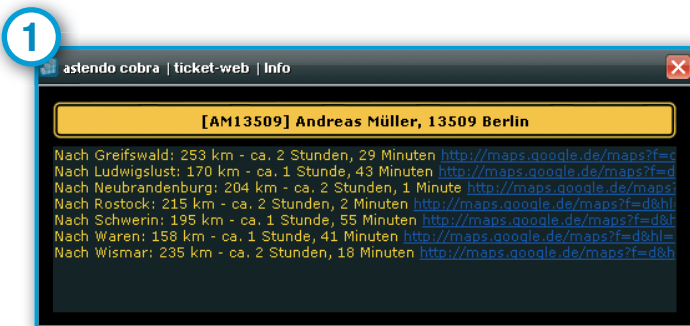 1
astendo cobra | ticket-web | Info
[AM13509] Andreas Müller, 13509 Berlin
Nach Greifswald: 253 km - ca. 2 Stunden, 29 Minuten http://maps.google.de/maps?f=d
Nach Ludwigslust: 170 km - ca. 1 Stunde, 43 Minuten http://maps.google.de/maps?f=d
Nach Neubrandenburg: 204 km - ca. 2 Stunden, 1 Minute http://maps.google.de/maps?
Nach Rostock: 215 km - ca. 2 Stunden, 2 Minuten http://maps.google.de/maps?f=d&hl=
Nach Schwerin: 195 km - ca. 1 Stunde, 55 Minuten http://maps.google.de/maps?f=d&h
Nach Waren: 158 km - ca. 1 Stunde, 41 Minuten http://maps.google.de/maps?f=d&hl=
Nach Wismar: 235 km - ca. 2 Stunden, 18 Minuten http://maps.google.de/maps?f=d&h